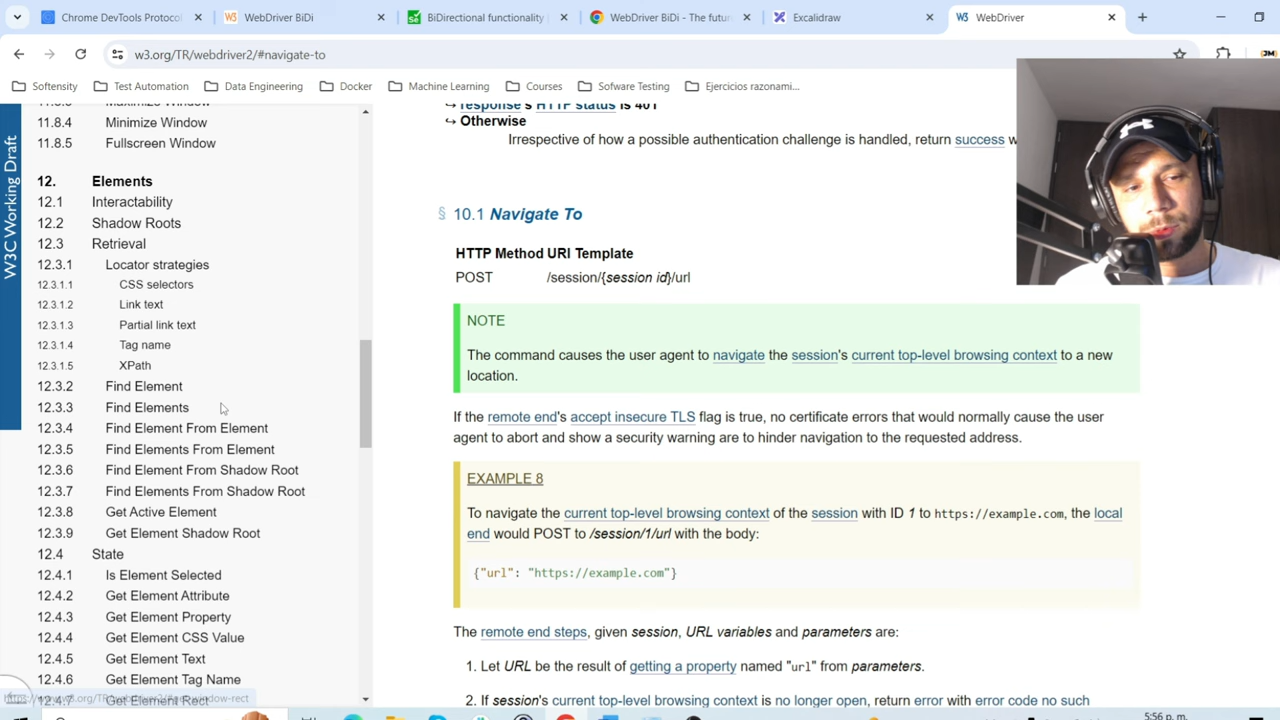 Chrome DevTools Protoco
WebDriver BiDi
BiDirectional functionality
WebDriver BiDi - The futur
Excalidraw
WebDriver
w3.org/TR/webdriver2/#navigate-to
Softensity
Test Automation
Data Engineering
Docker
Machine Learning
Courses
Sofware Testing
Ejercicios razonami...
W3C Working Draft
11.8.3 Maximize Window
11.8.4 Minimize Window
11.8.5 Fullscreen Window
12. Elements
12.1 Interactability
12.2 Shadow Roots
12.3 Retrieval
12.3.1 Locator strategies
12.3.1.1 CSS selectors
12.3.1.2 Link text
12.3.1.3 Partial link text
12.3.1.4 Tag name
12.3.1.5 XPath
12.3.2 Find Element
12.3.3 Find Elements
12.3.4 Find Element From Element
12.3.5 Find Elements From Element
12.3.6 Find Element From Shadow Root
12.3.7 Find Elements From Shadow Root
12.3.8 Get Active Element
12.3.9 Get Element Shadow Root
12.4 State
12.4.1 Is Element Selected
12.4.2 Get Element Attribute
12.4.3 Get Element Property
12.4.4 Get Element CSS Value
12.4.5 Get Element Text
12.4.6 Get Element Tag Name
12.4.7 Get Element Rect
↪ response's HTTP status is 401
↪ Otherwise
Irrespective of how a possible authentication challenge is handled, return success w
§ 10.1 Navigate To
HTTP Method URI Template
POST /session/{session id}/url
NOTE
The command causes the user agent to navigate the session's current top-level browsing context to a new
location.
If the remote end's accept insecure TLS flag is true, no certificate errors that would normally cause the user
agent to abort and show a security warning are to hinder navigation to the requested address.
EXAMPLE 8
To navigate the current top-level browsing context of the session with ID 1 to https://example.com, the local
end would POST to /session/1/url with the body:
{"url": "https://example.com"}
The remote end steps, given session, URL variables and parameters are:
1. Let URL be the result of getting a property named "url" from parameters.
2. If session's current top-level browsing context is no longer open, return error with error code no such
5:56 p. m.